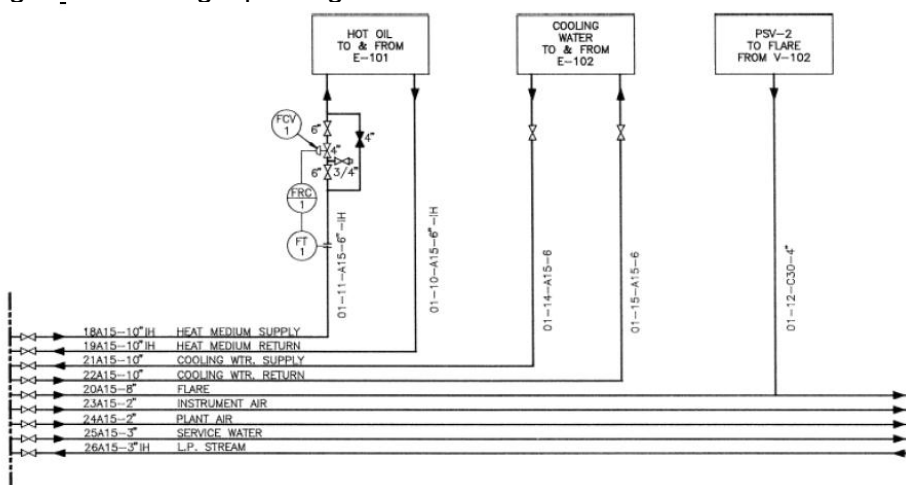 HOT OIL
TO & FROM
E-101
COOLING
WATER
TO & FROM
E-102
PSV-2
TO FLARE
FROM V-102
FCV
1
6"
4"
4"
6"
3/4"
FRC
1
FT
1
01-11-A15-6"-IH
01-10-A15-6"-IH
01-14-A15-6
01-15-A15-6
01-12-C30-4"
18A15-10"IH HEAT MEDIUM SUPPLY
19A15-10"IH HEAT MEDIUM RETURN
21A15-10" COOLING WTR. SUPPLY
22A15-10" COOLING WTR. RETURN
20A15-8" FLARE
23A15-2" INSTRUMENT AIR
24A15-2" PLANT AIR
25A15-3" SERVICE WATER
26A15-3"IH L.P. STREAM